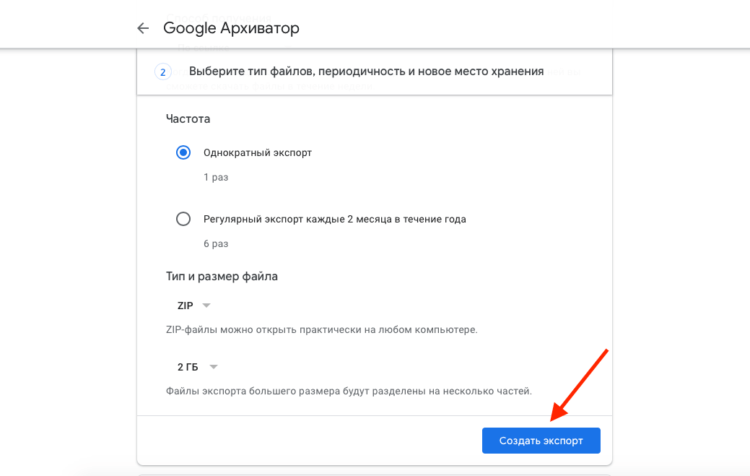 Google Архиватор
2 Выберите тип файлов, периодичность и новое место хранения
Частота
Однократный экспорт
1 раз
Регулярный экспорт каждые 2 месяца в течение года
6 раз
Тип и размер файла
ZIP
ZIP-файлы можно открыть практически на любом компьютере.
2 ГБ
Файлы экспорта большего размера будут разделены на несколько частей.
Создать экспорт